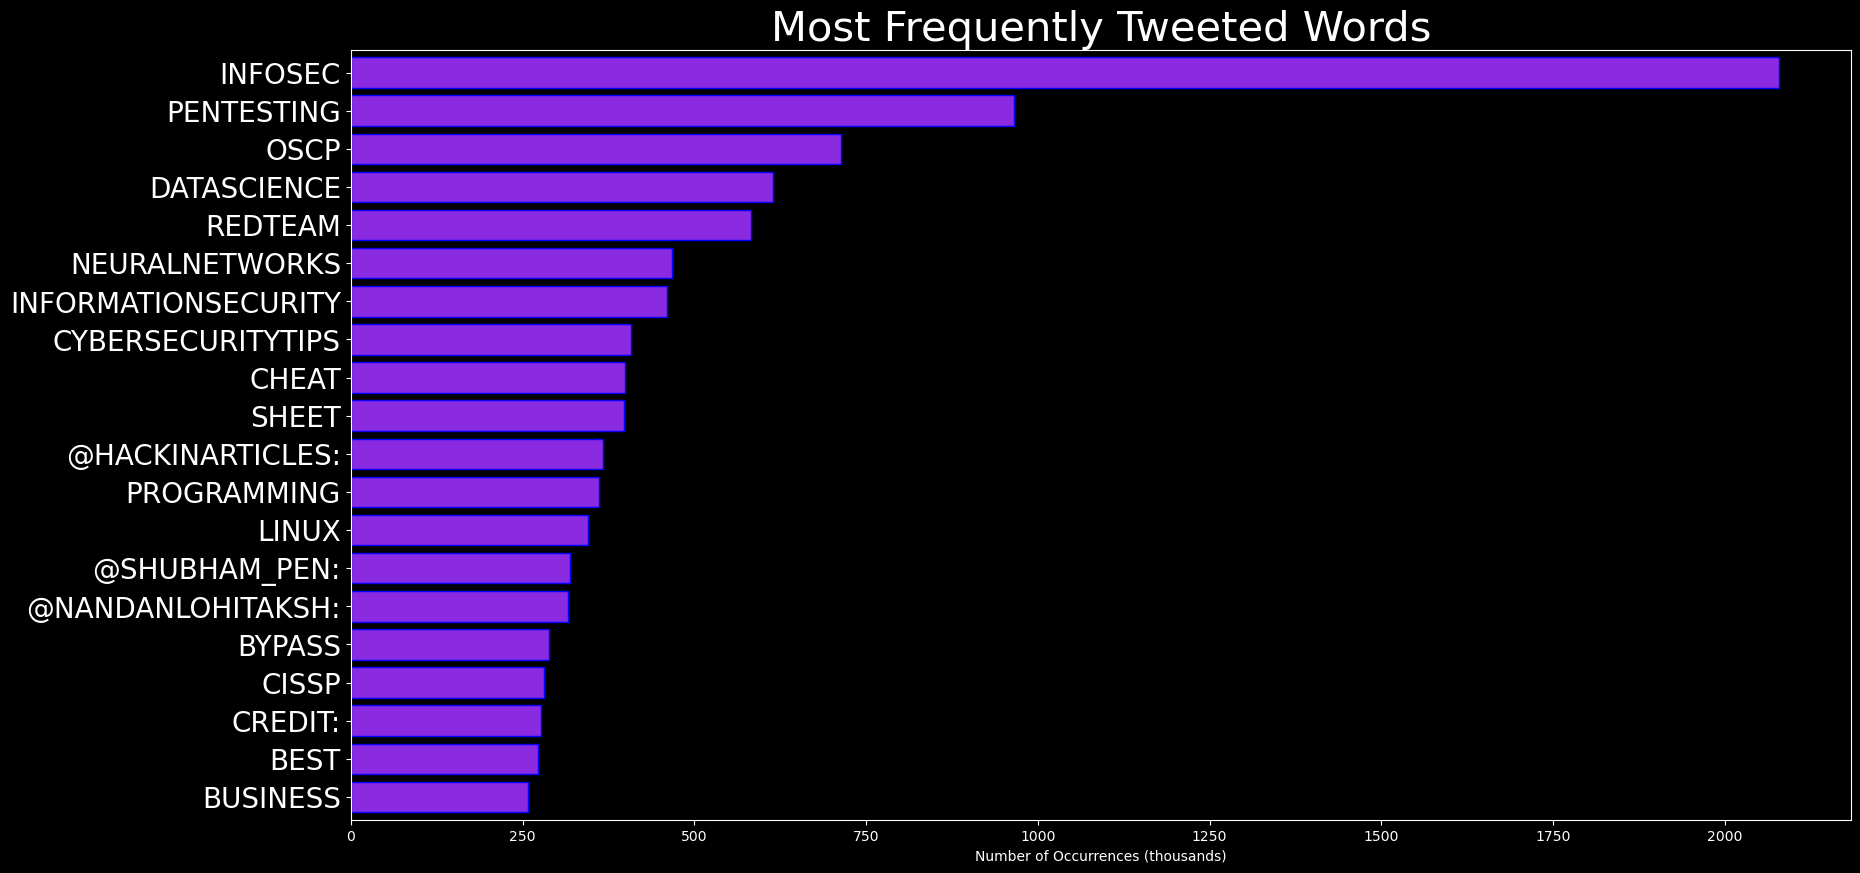 Most Frequently Tweeted Words
INFOSEC
PENTESTING
OSCP
DATASCIENCE
REDTEAM
NEURALNETWORKS
INFORMATIONSECURITY
CYBERSECURITYTIPS
CHEAT
SHEET
@HACKINARTICLES:
PROGRAMMING
LINUX
@SHUBHAM_PEN:
@NANDANLOHITAKSH:
BYPASS
CISSP
CREDIT:
BEST
BUSINESS
0 250 500 750 1000 1250 1500 1750 2000
Number of Occurrences (thousands)